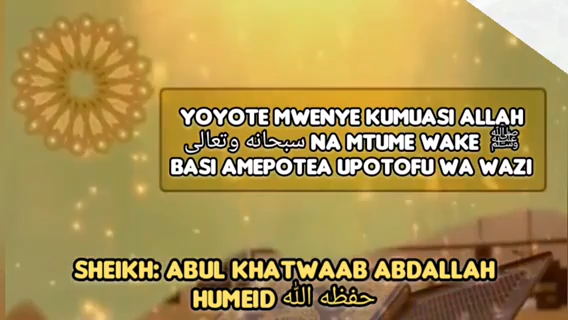 YOYOTE MWENYE KUMUASI ALLAH
سبحانه وتعالى NA MTUME WAKE ﷺ
BASI AMEPOTEA UPOTOFU WA WAZI
SHEIKH: ABUL KHATWAAB ABDALLAH
HUMEID حفظه الله